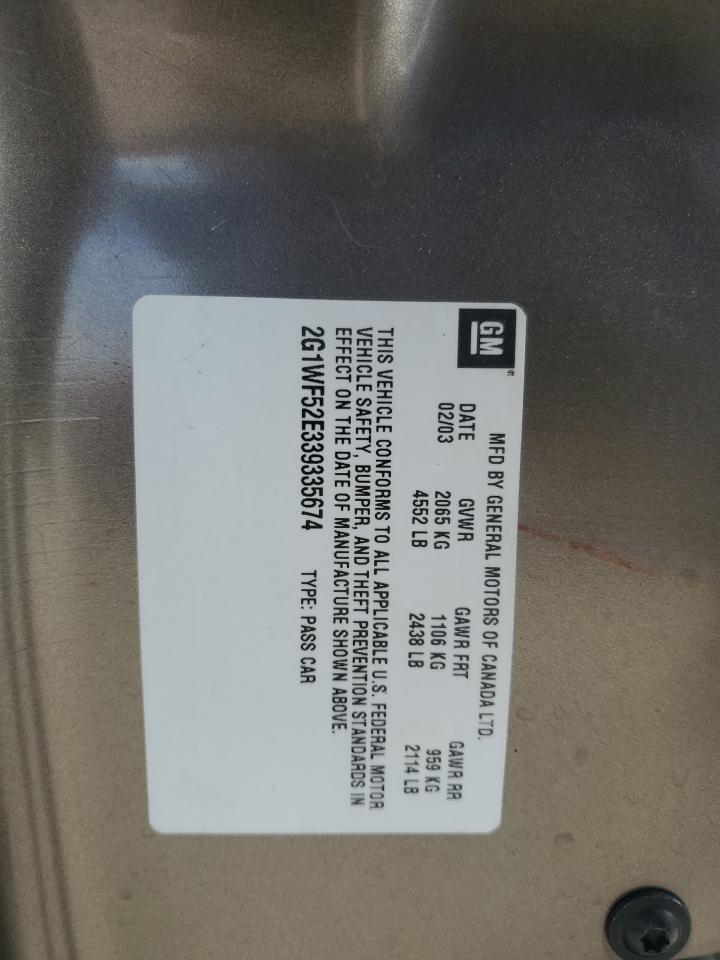 GM
MFD BY GENERAL MOTORS OF CANADA LTD.
DATE GVWR GAWR FRT GAWR RR
02/03 2065 KG 1106 KG 959 KG
4552 LB 2438 LB 2114 LB
THIS VEHICLE CONFORMS TO ALL APPLICABLE U.S. FEDERAL MOTOR
VEHICLE SAFETY, BUMPER, AND THEFT PREVENTION STANDARDS IN
EFFECT ON THE DATE OF MANUFACTURE SHOWN ABOVE.
2G1WF52E339335674 TYPE: PASS CAR